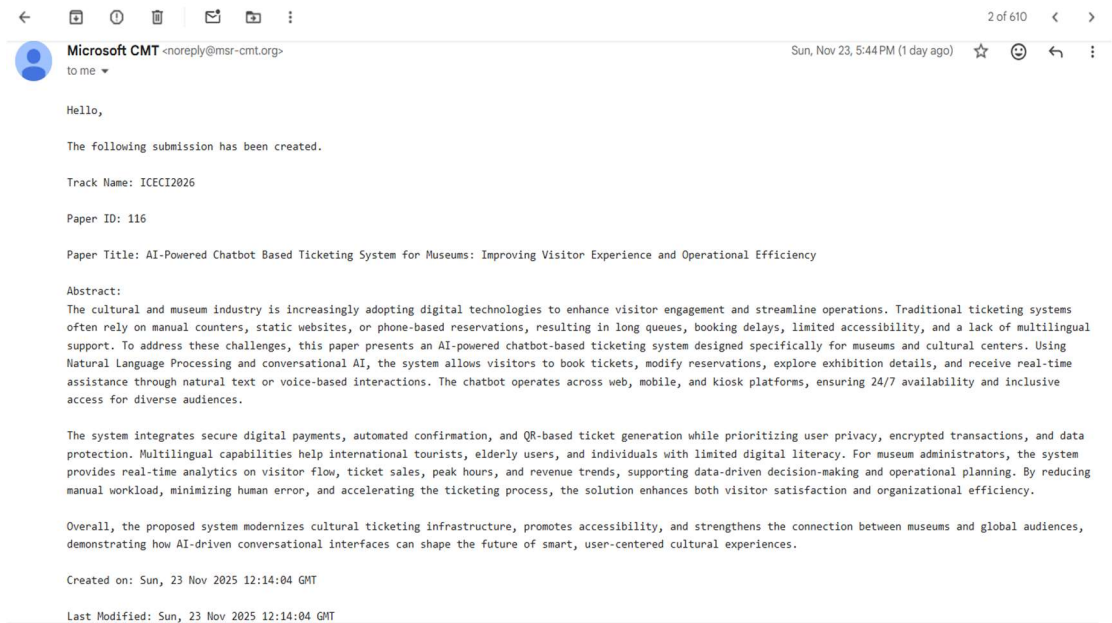 2 of 610
Microsoft CMT <noreply@msr-cmt.org>
Sun, Nov 23, 5:44 PM (1 day ago)
to me
Hello,
The following submission has been created.
Track Name: ICECI2026
Paper ID: 116
Paper Title: AI-Powered Chatbot Based Ticketing System for Museums: Improving Visitor Experience and Operational Efficiency
Abstract:
The cultural and museum industry is increasingly adopting digital technologies to enhance visitor engagement and streamline operations. Traditional ticketing systems
often rely on manual counters, static websites, or phone-based reservations, resulting in long queues, booking delays, limited accessibility, and a lack of multilingual
support. To address these challenges, this paper presents an AI-powered chatbot-based ticketing system designed specifically for museums and cultural centers. Using
Natural Language Processing and conversational AI, the system allows visitors to book tickets, modify reservations, explore exhibition details, and receive real-time
assistance through natural text or voice-based interactions. The chatbot operates across web, mobile, and kiosk platforms, ensuring 24/7 availability and inclusive
access for diverse audiences.
The system integrates secure digital payments, automated confirmation, and QR-based ticket generation while prioritizing user privacy, encrypted transactions, and data
protection. Multilingual capabilities help international tourists, elderly users, and individuals with limited digital literacy. For museum administrators, the system
provides real-time analytics on visitor flow, ticket sales, peak hours, and revenue trends, supporting data-driven decision-making and operational planning. By reducing
manual workload, minimizing human error, and accelerating the ticketing process, the solution enhances both visitor satisfaction and organizational efficiency.
Overall, the proposed system modernizes cultural ticketing infrastructure, promotes accessibility, and strengthens the connection between museums and global audiences,
demonstrating how AI-driven conversational interfaces can shape the future of smart, user-centered cultural experiences.
Created on: Sun, 23 Nov 2025 12:14:04 GMT
Last Modified: Sun, 23 Nov 2025 12:14:04 GMT